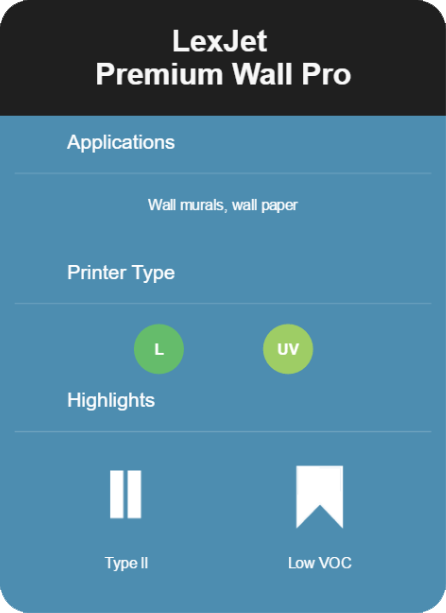 LexJet
Premium Wall Pro
Applications
Wall murals, wall paper
Printer Type
L UV
Highlights
Type II Low VOC